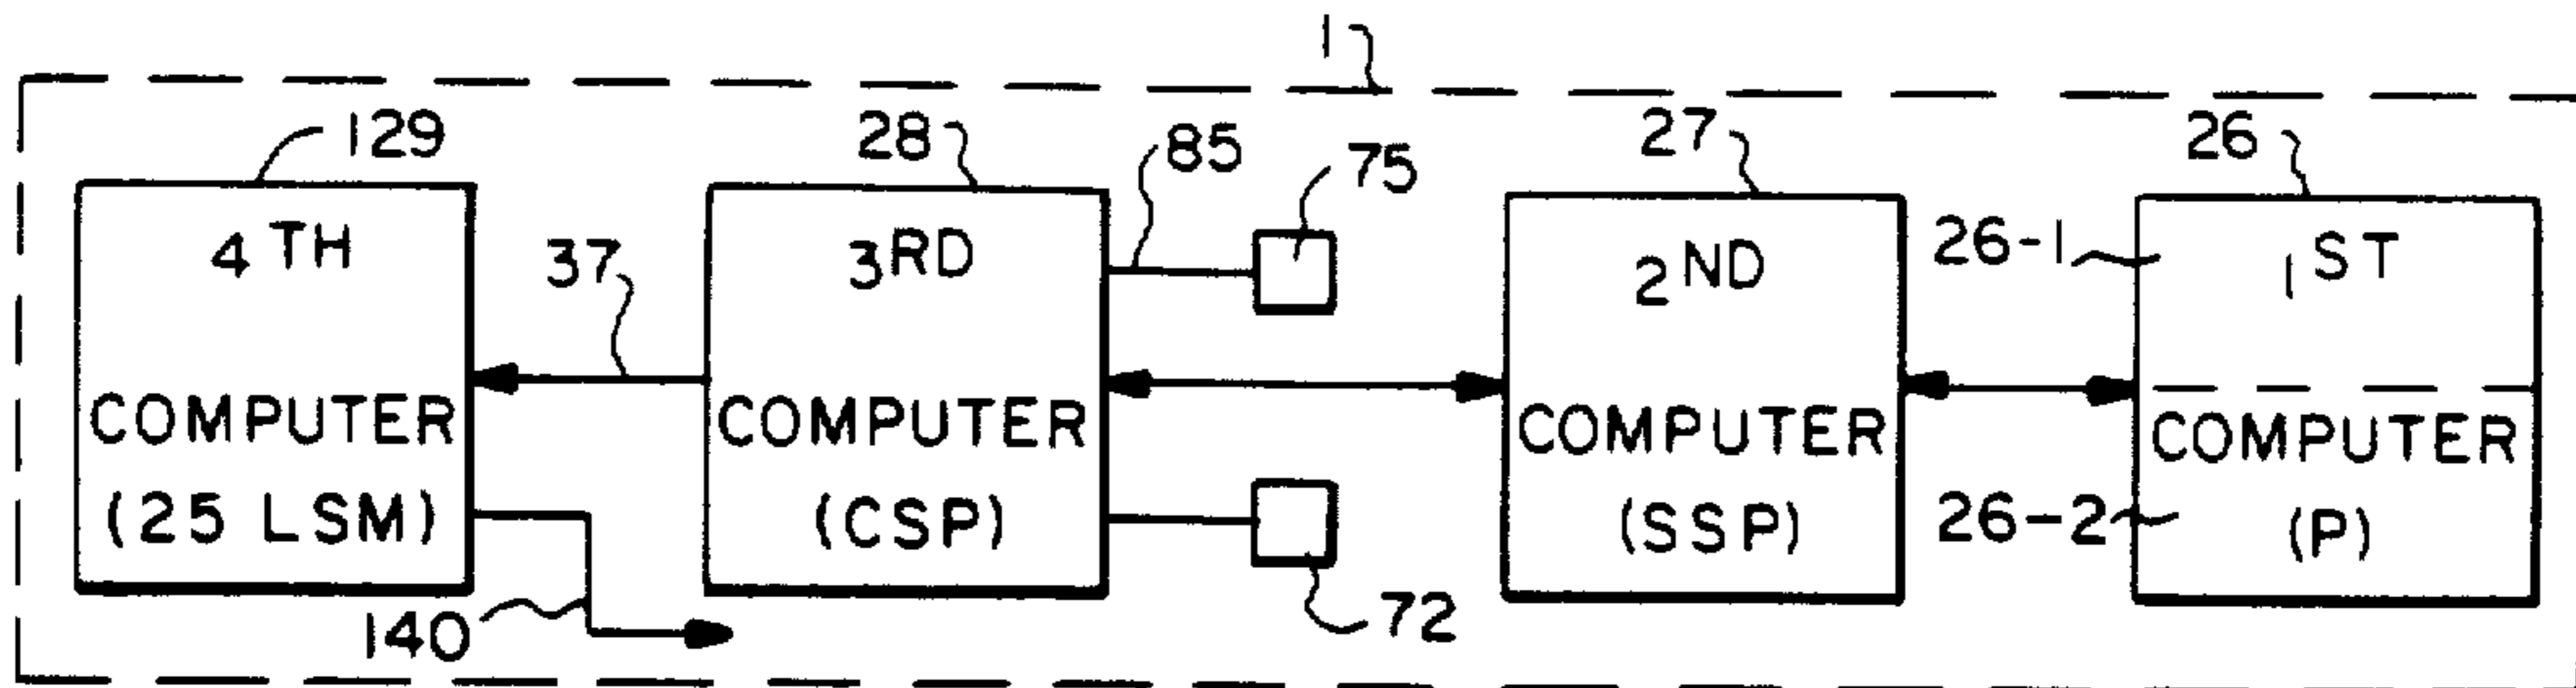 1
129
28
85
75
27
26
4TH
COMPUTER
(25 LSM)
37
3RD
COMPUTER
(CSP)
2ND
COMPUTER
(SSP)
26-1
1ST
COMPUTER
(P)
26-2
140
72